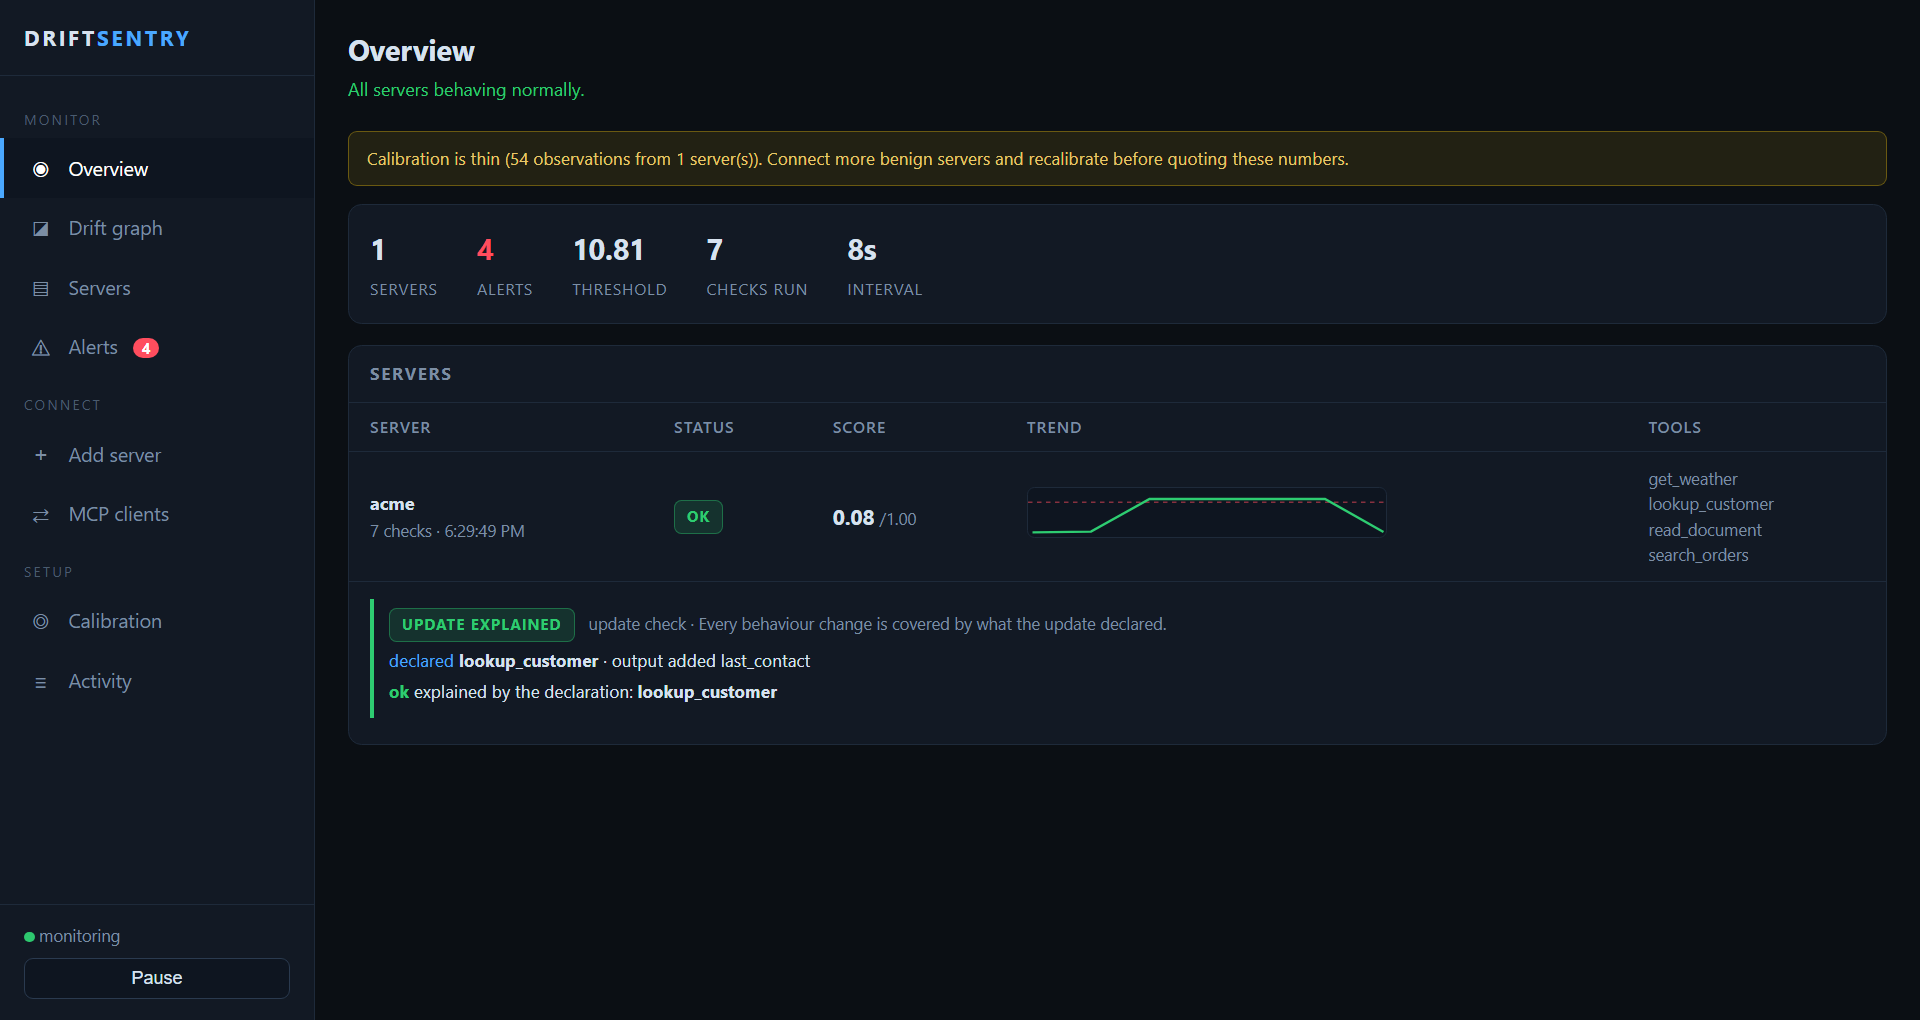 DRIFTSENTRY
MONITOR
Overview
Drift graph
Servers
Alerts 4
CONNECT
+ Add server
MCP clients
SETUP
Calibration
Activity
monitoring
Pause
Overview
All servers behaving normally.
Calibration is thin (54 observations from 1 server(s)). Connect more benign servers and recalibrate before quoting these numbers.
1 4 10.81 7 8s
SERVERS ALERTS THRESHOLD CHECKS RUN INTERVAL
SERVERS
SERVER STATUS SCORE TREND TOOLS
acme
7 checks · 6:29:49 PM
OK
0.08 /1.00
get_weather
lookup_customer
read_document
search_orders
UPDATE EXPLAINED update check · Every behaviour change is covered by what the update declared.
declared lookup_customer · output added last_contact
ok explained by the declaration: lookup_customer